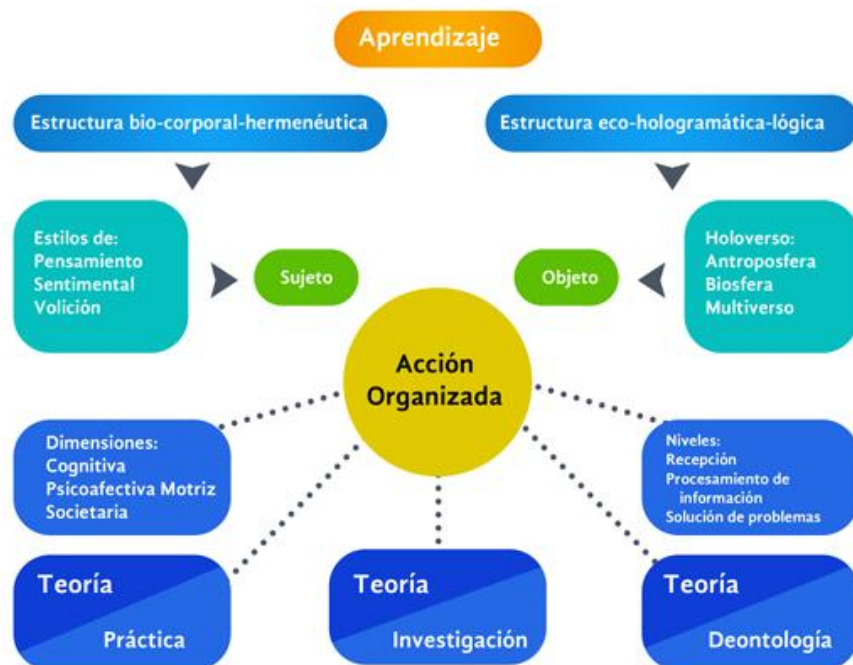 Aprendizaje
Estructura bio-corporal-hermenéutica
Estructura eco-hologramática-lógica
Estilos de:
Pensamiento
Sentimental
Volición
Sujeto
Objeto
Holoverso:
Antroposfera
Biosfera
Multiverso
Acción
Organizada
Dimensiones:
Cognitiva
Psicoafectiva Motriz
Societaria
Niveles:
Recepción
Procesamiento de
información
Solución de problemas
Teoría
Práctica
Teoría
Investigación
Teoría
Deontología